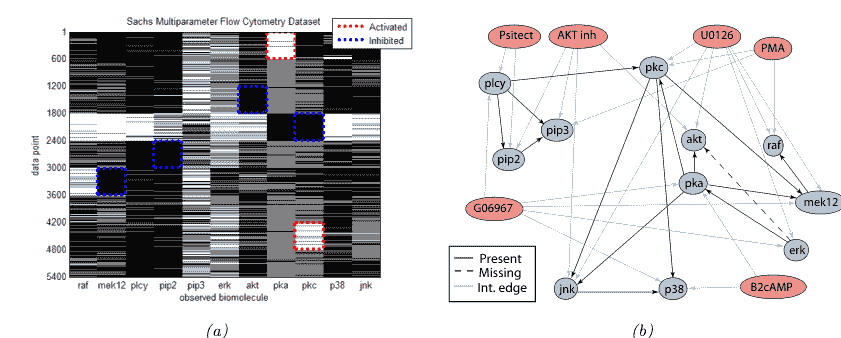 Sachs Multiparameter Flow Cytometry Dataset
Activated
Inhibited
1
600
1200
1800
2400
3000
3600
4200
4800
5400
data point
raf mek12 plcy pip2 pip3 erk akt pka pkc p38 jnk
observed biomolecule
(a)
Psitect
AKT inh
U0126
PMA
pkc
plcy
pip3
akt
raf
pip2
pka
mek12
G06967
erk
Present
Missing
Int. edge
jnk
p38
B2cAMP
(b)